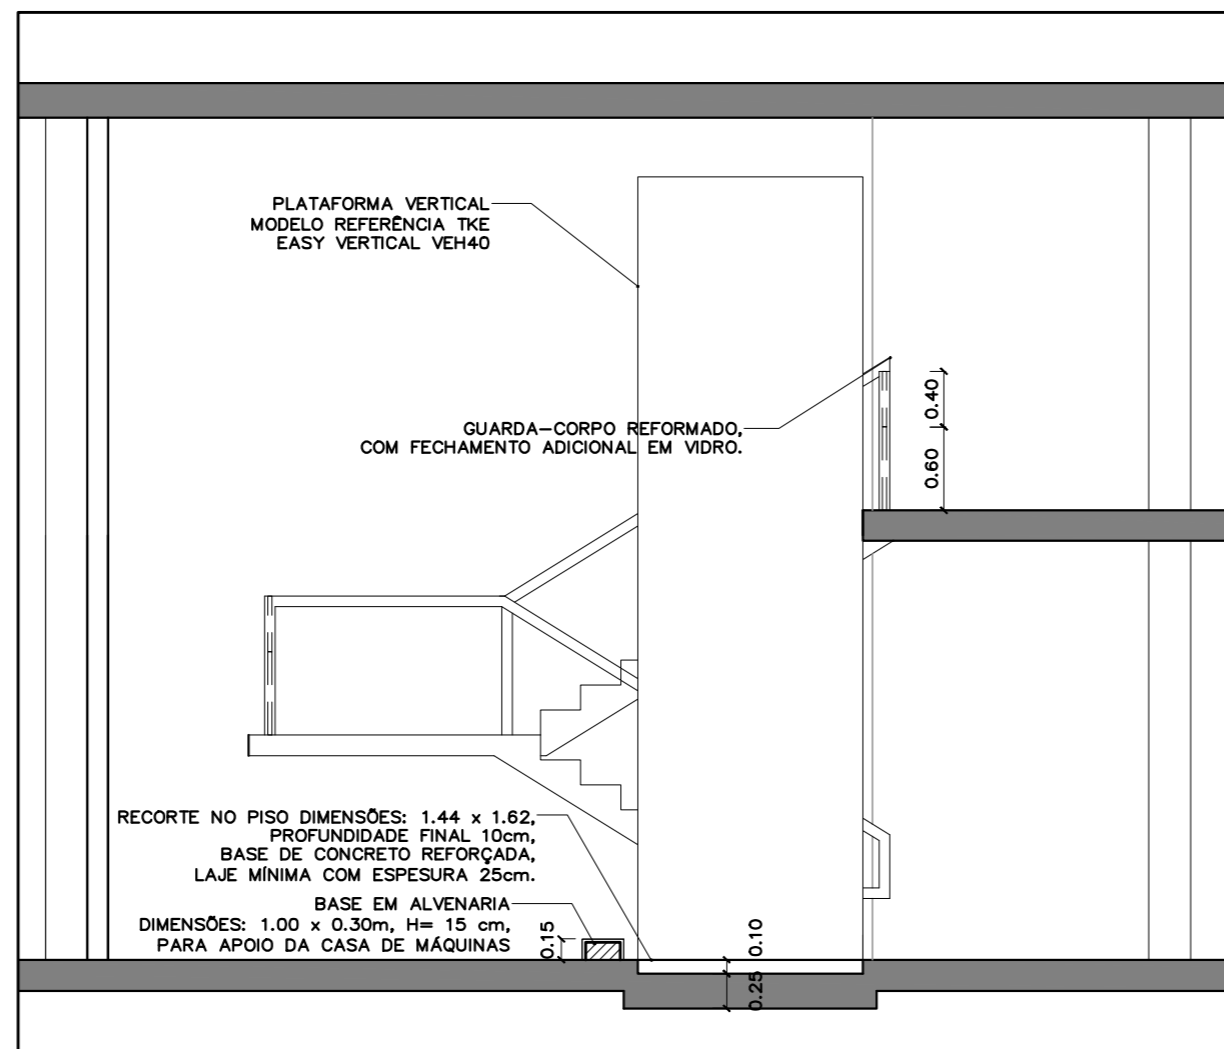 PLATAFORMA VERTICAL
MODELO REFERÊNCIA TKE
EASY VERTICAL VEH40
GUARDA-CORPO REFORMADO,
COM FECHAMENTO ADICIONAL EM VIDRO.
0.40
0.60
RECORTE NO PISO DIMENSÕES: 1.44 x 1.62,
PROFUNDIDADE FINAL 10cm,
BASE DE CONCRETO REFORÇADA,
LAJE MÍNIMA COM ESPESURA 25cm.
BASE EM ALVENARIA
DIMENSÕES: 1.00 x 0.30m, H= 15 cm,
PARA APOIO DA CASA DE MÁQUINAS
0.15
0.10
0.25